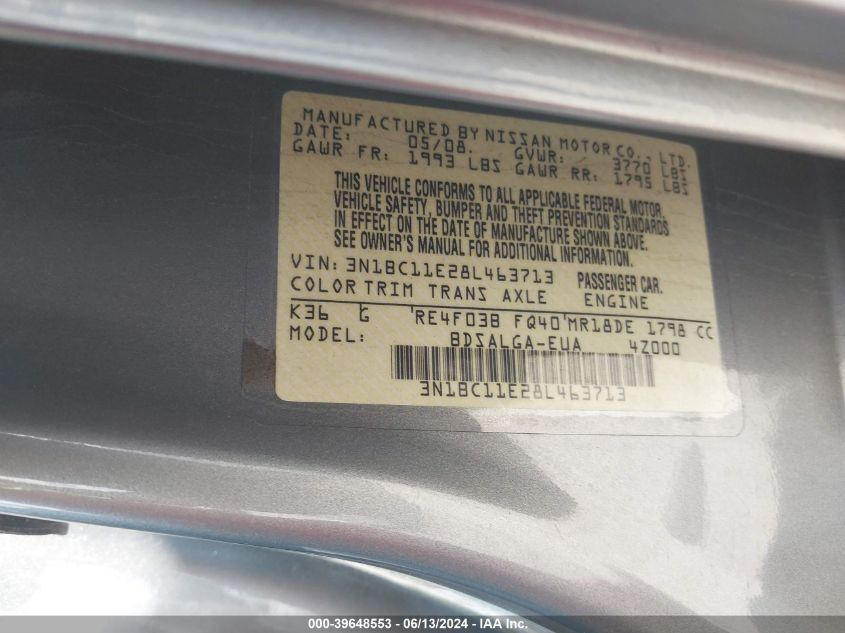 MANUFACTURED BY NISSAN MOTOR CO., LTD.
DATE: 05/08. GVWR: 3770 LBS
GAWR FR: 1993 LBS GAWR RR: 1795 LBS
THIS VEHICLE CONFORMS TO ALL APPLICABLE FEDERAL MOTOR
VEHICLE SAFETY, BUMPER AND THEFT PREVENTION STANDARDS
IN EFFECT ON THE DATE OF MANUFACTURE SHOWN ABOVE.
SEE OWNER'S MANUAL FOR ADDITIONAL INFORMATION.
VIN: 3N1BC11E28L463713 PASSENGER CAR.
COLOR TRIM TRANS AXLE ENGINE
K36 G RE4F03B FQ40 MR18DE 1798 CC
MODEL: BDSALGA-EUA 4Z000
3N1BC11E28L463713
000-39648553 - 06/13/2024 - IAA Inc.